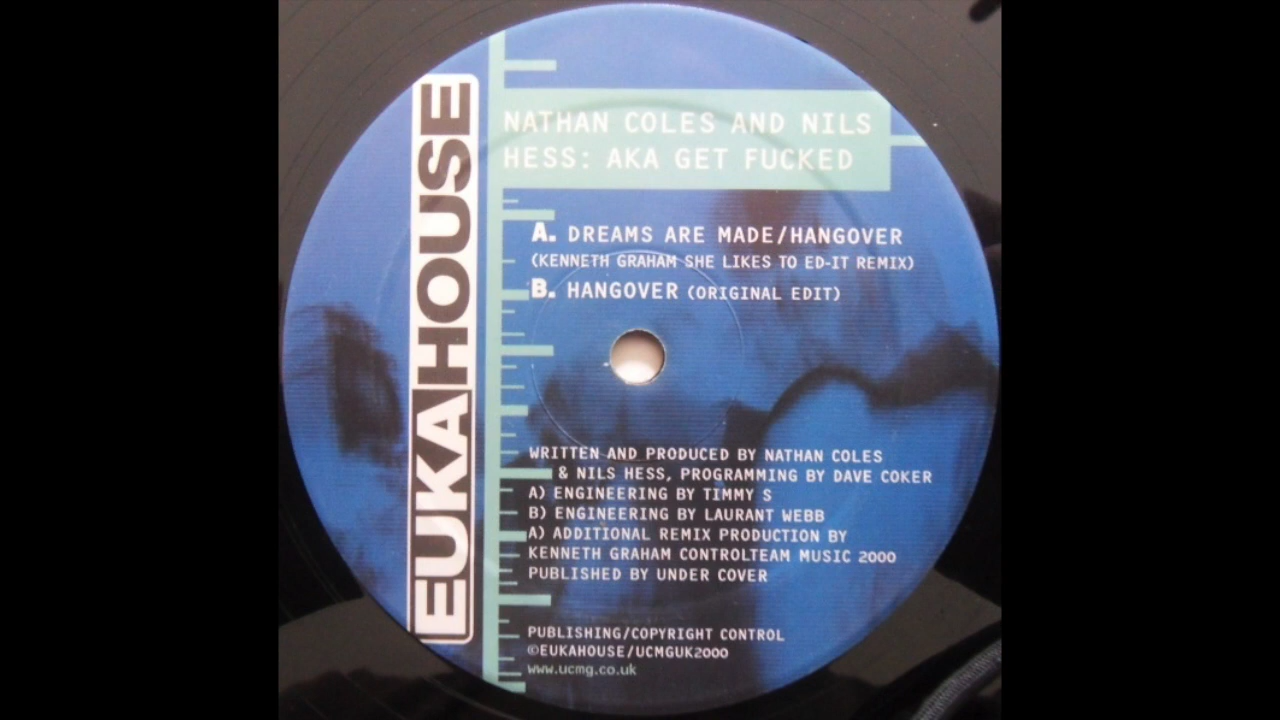 EUKAHOUSE
NATHAN COLES AND NILS
HESS: AKA GET FUCKED
A. DREAMS ARE MADE/HANGOVER
(KENNETH GRAHAM SHE LIKES TO ED-IT REMIX)
B. HANGOVER (ORIGINAL EDIT)
WRITTEN AND PRODUCED BY NATHAN COLES
& NILS HESS, PROGRAMMING BY DAVE COKER
A) ENGINEERING BY TIMMY S
B) ENGINEERING BY LAURANT WEBB
A) ADDITIONAL REMIX PRODUCTION BY
KENNETH GRAHAM CONTROLTEAM MUSIC 2000
PUBLISHED BY UNDER COVER
PUBLISHING/COPYRIGHT CONTROL
©EUKAHOUSE/UCMGUK2000
www.ucmg.co.uk